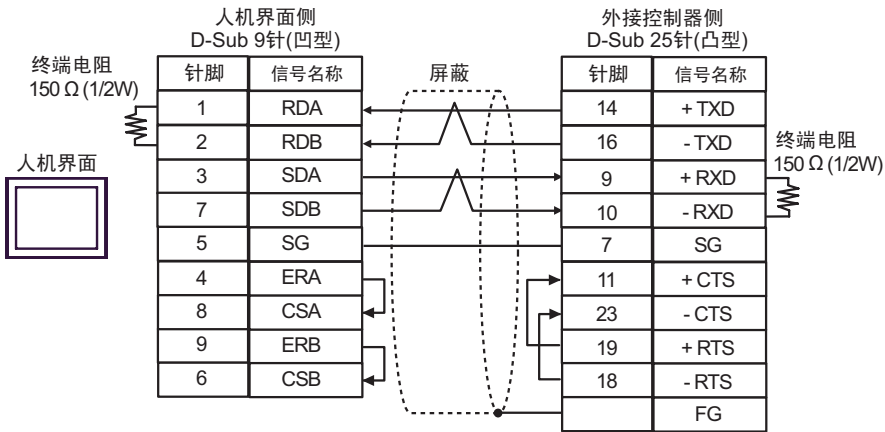 人机界面侧
D-Sub 9针(凹型)
外接控制器侧
D-Sub 25针(凸型)
终端电阻
150 Ω (1/2W)
人机界面
屏蔽
终端电阻
150 Ω (1/2W)
针脚 信号名称
1 RDA
2 RDB
3 SDA
7 SDB
5 SG
4 ERA
8 CSA
9 ERB
6 CSB
针脚 信号名称
14 + TXD
16 - TXD
9 + RXD
10 - RXD
7 SG
11 + CTS
23 - CTS
19 + RTS
18 - RTS
FG